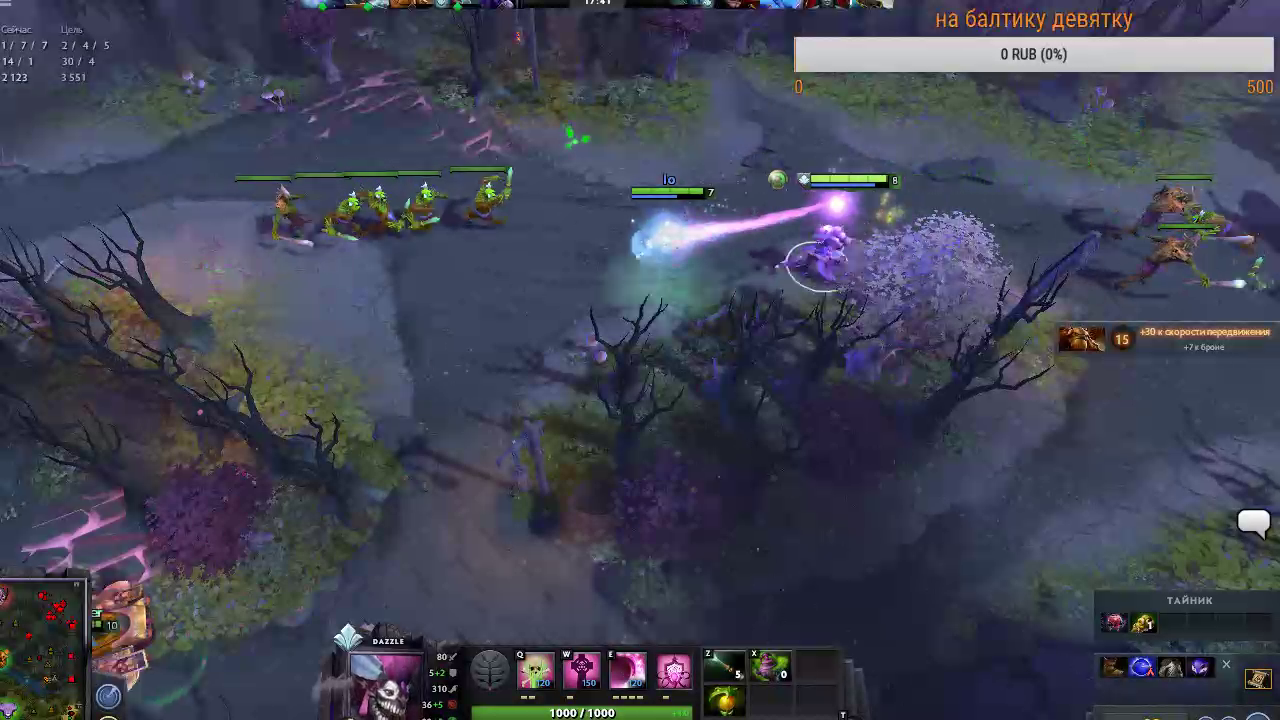 17:41
на балтику девятку
0 RUB (0%)
0 500
Сейчас Цель
1 / 7 / 7 2 / 4 / 5
14 / 1 30 / 4
2 123 3 551
Io
7
8
15 +30 к скорости передвижения
+7 к броне
10
ТАЙНИК
1
DAZZLE
80
5+2
310
36+5
Q 120
W 150
E 120
Z 5
X 0
1000 / 1000
T